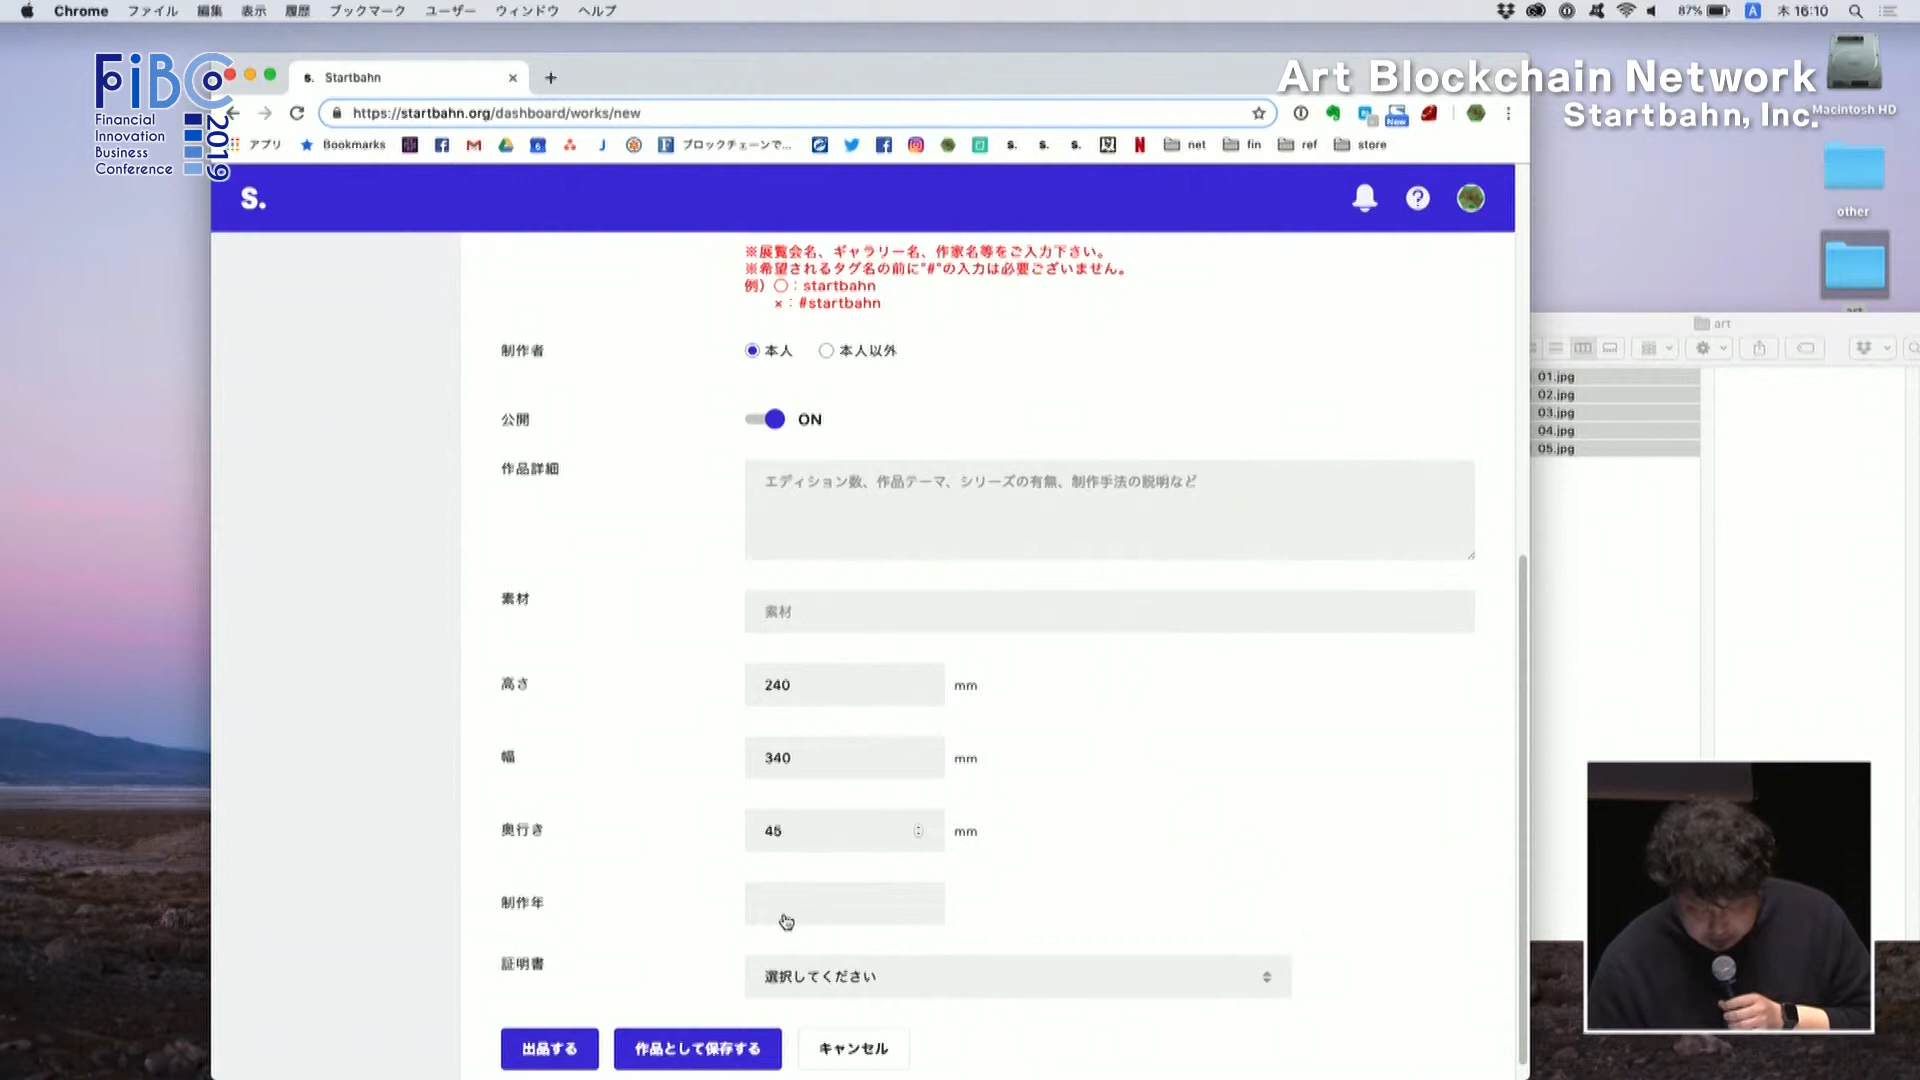 Chrome ファイル 編集 表示 履歴 ブックマーク ユーザー ウィンドウ ヘルプ
87% A 木 16:10
FiBC 2019
Financial
Innovation
Business
Conference
Art Blockchain Network
Startbahn, Inc.
Macintosh HD
other
s. Startbahn
https://startbahn.org/dashboard/works/new
New
アプリ Bookmarks ブロックチェーンで... net fin ref store
s.
※展覧会名、ギャラリー名、作家名等をご入力下さい。
※希望されるタグ名の前に"#"の入力は必要ございません。
例）○：startbahn
×：#startbahn
制作者 本人 本人以外
公開 ON
作品詳細 エディション数、作品テーマ、シリーズの有無、制作手法の説明など
素材 素材
高さ 240 mm
幅 340 mm
奥行き 45 mm
制作年
証明書 選択してください
出品する 作品として保存する キャンセル
art
01.jpg
02.jpg
03.jpg
04.jpg
05.jpg